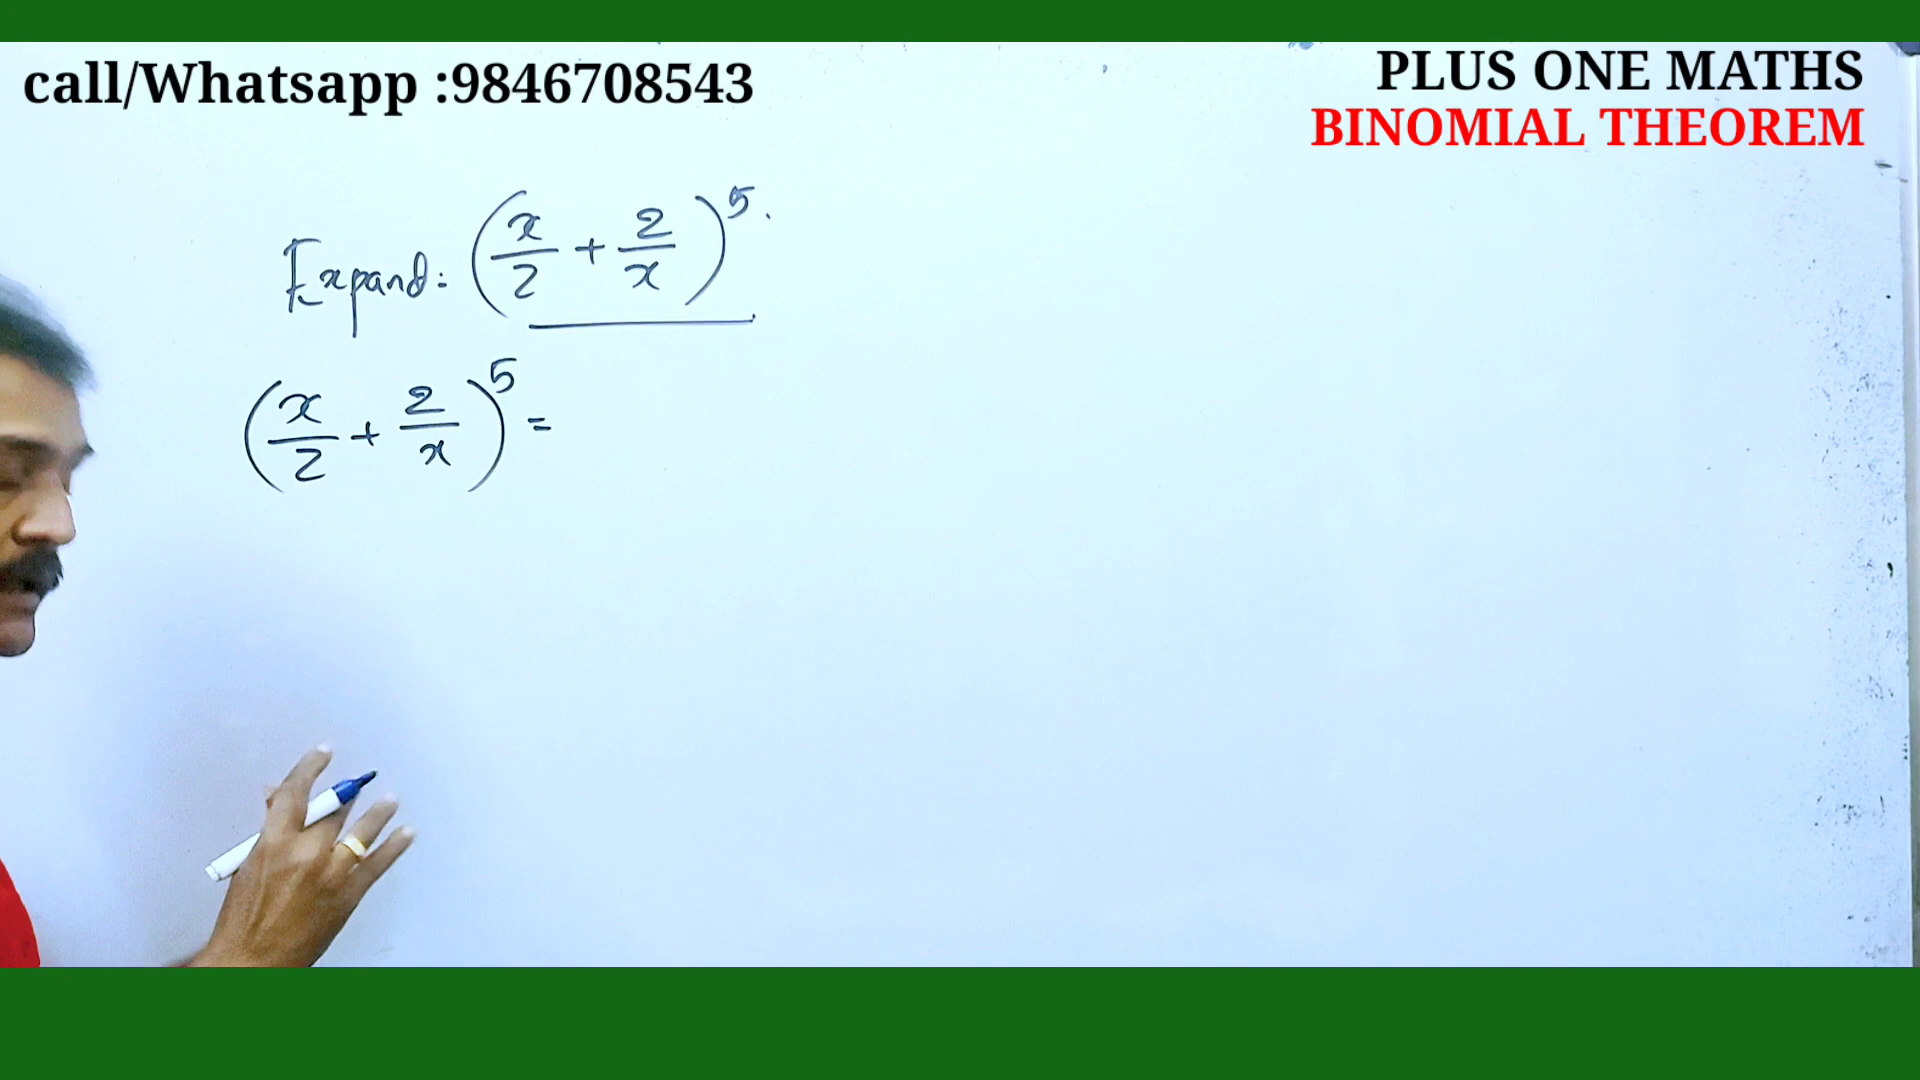 call/Whatsapp :9846708543
PLUS ONE MATHS
BINOMIAL THEOREM
Expand: (x/2 + 2/x)^5.
(x/2 + 2/x)^5 =